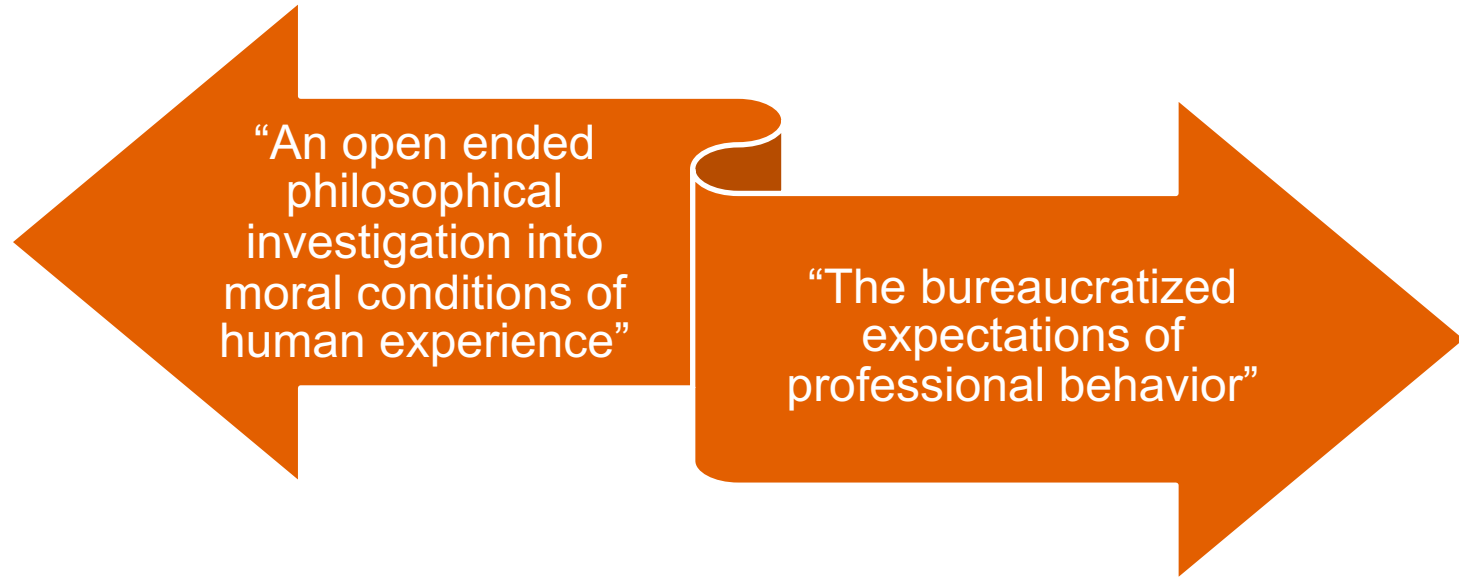 “An open ended
philosophical
investigation into
moral conditions of
human experience”
“The bureaucratized
expectations of
professional behavior”